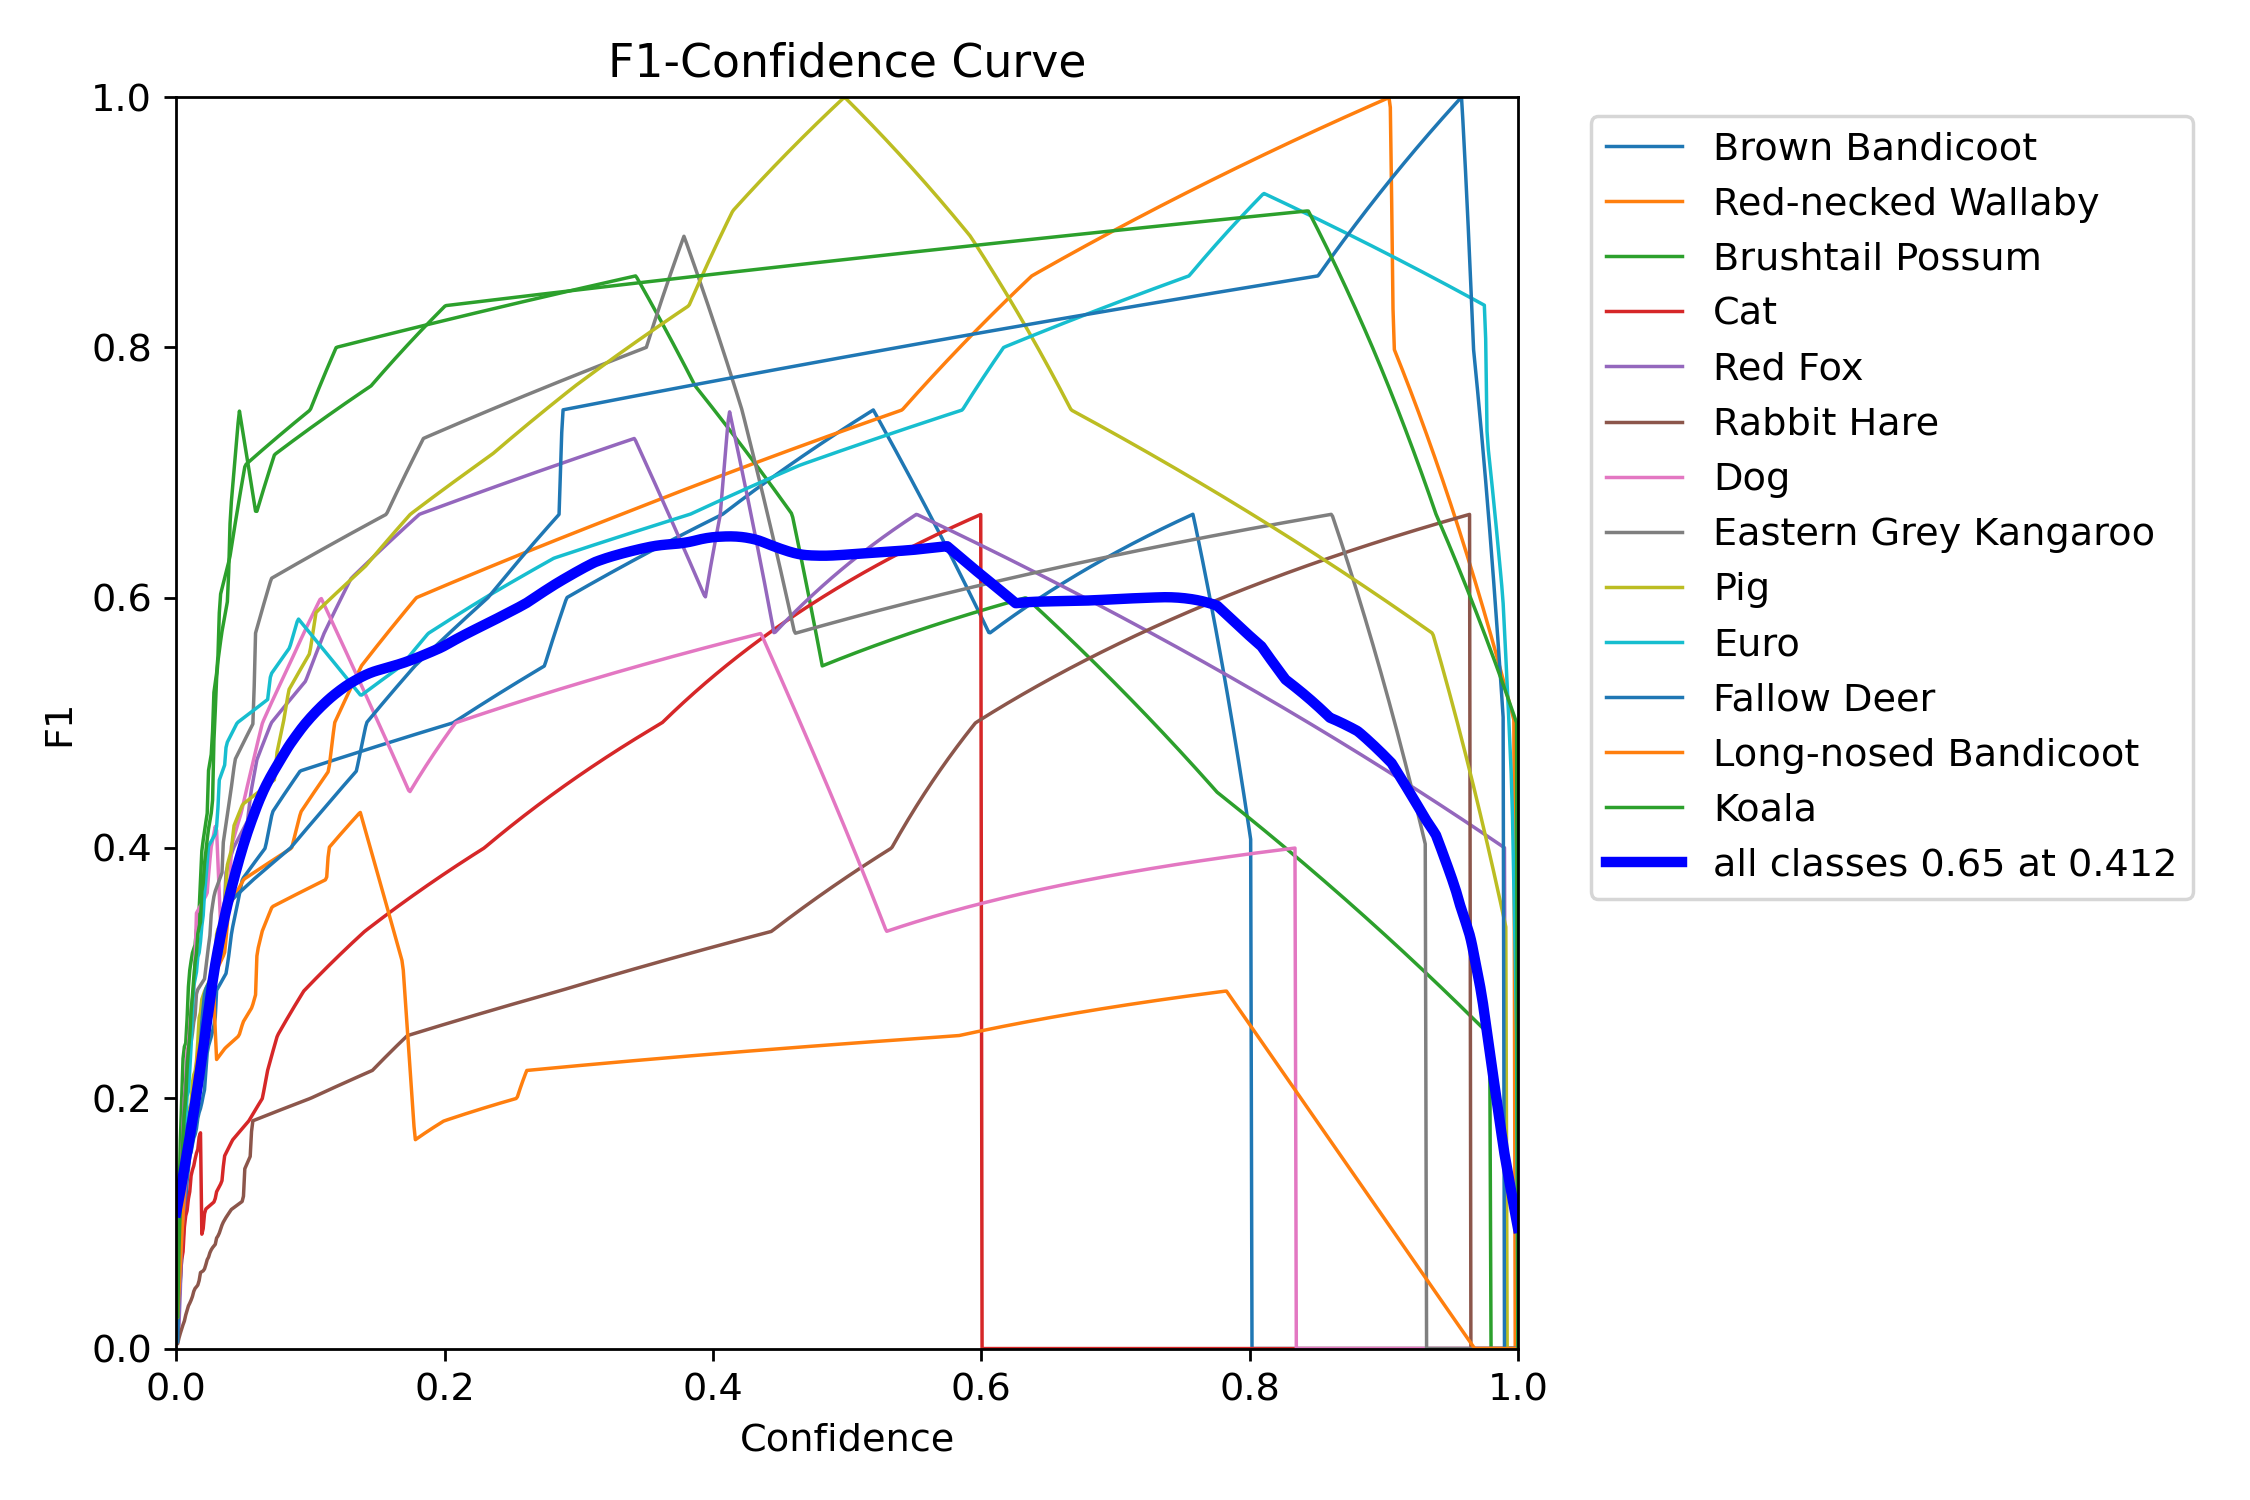 F1-Confidence Curve
1.0
0.8
0.6
0.4
0.2
0.0
F1
0.0 0.2 0.4 0.6 0.8 1.0
Confidence
Brown Bandicoot
Red-necked Wallaby
Brushtail Possum
Cat
Red Fox
Rabbit Hare
Dog
Eastern Grey Kangaroo
Pig
Euro
Fallow Deer
Long-nosed Bandicoot
Koala
all classes 0.65 at 0.412